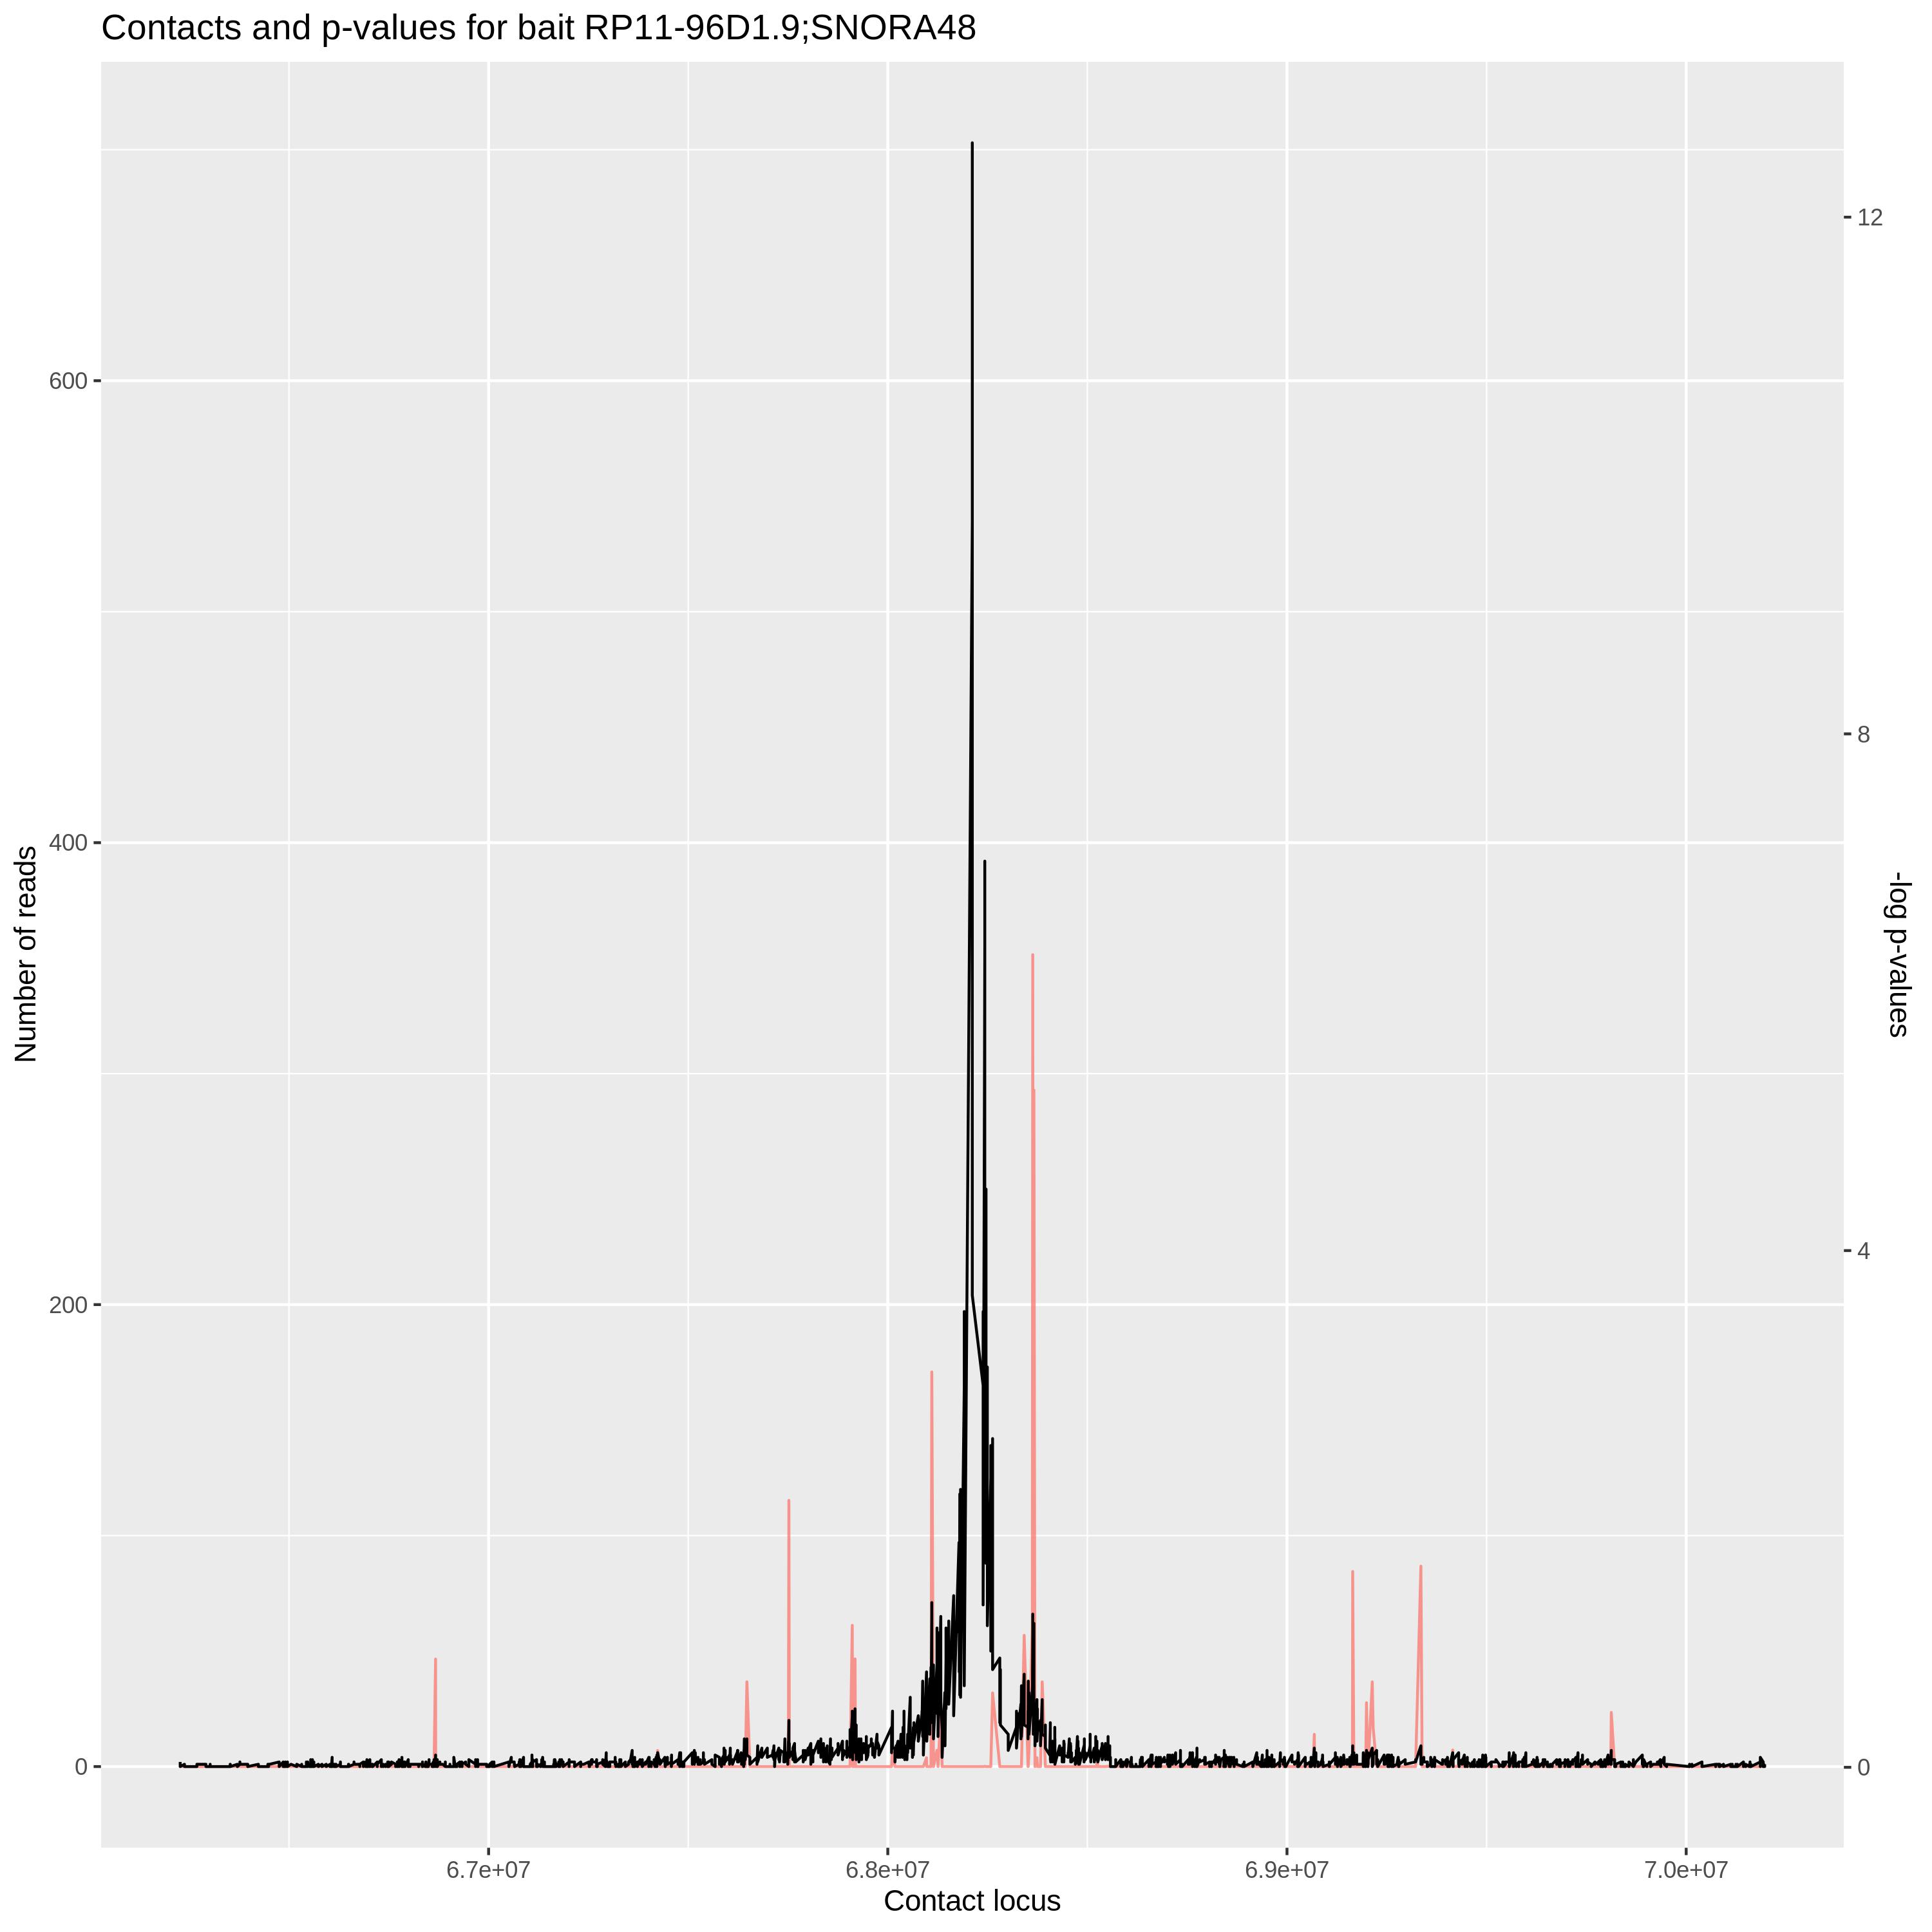 Contacts and p-values for bait RP11-96D1.9;SNORA48
600
400
200
0
Number of reads
12
8
4
0
-log p-values
6.7e+07 6.8e+07 6.9e+07 7.0e+07
Contact locus